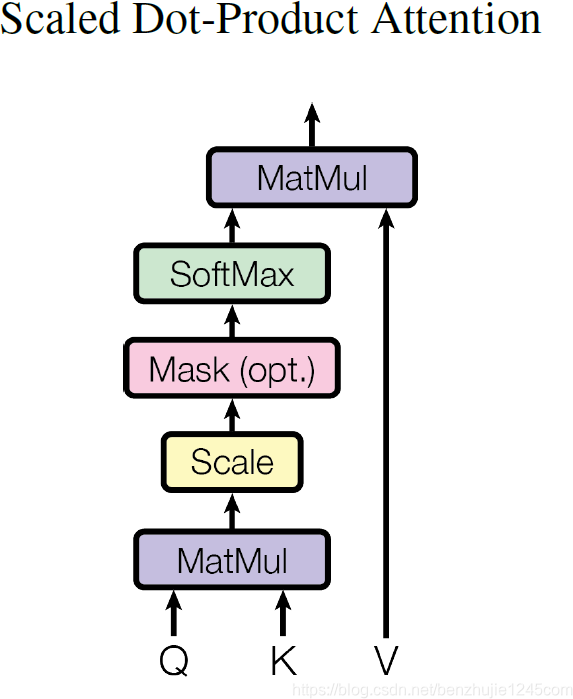 Scaled Dot-Product Attention
MatMul
SoftMax
Mask (opt.)
Scale
MatMul
Q K V
https://blog.csdn.net/benzhujie1245com